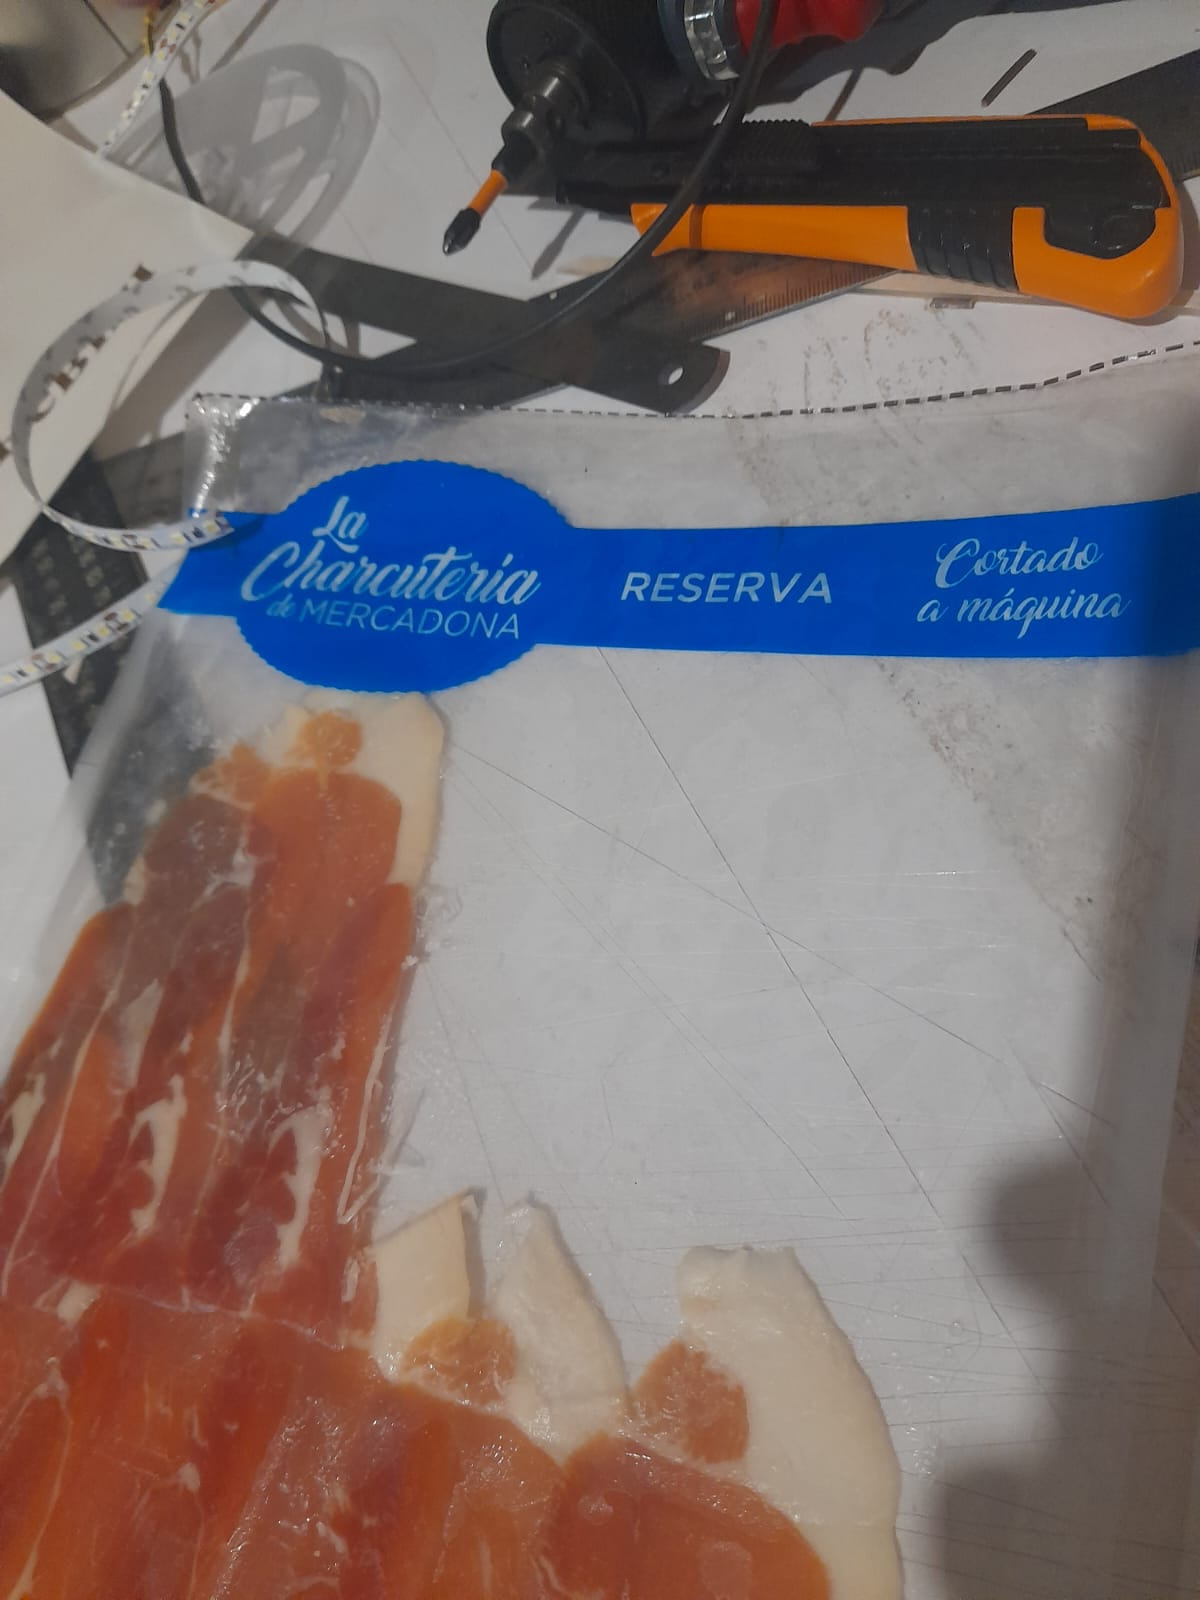 La
Charcutería
de MERCADONA
RESERVA
Cortado
a máquina